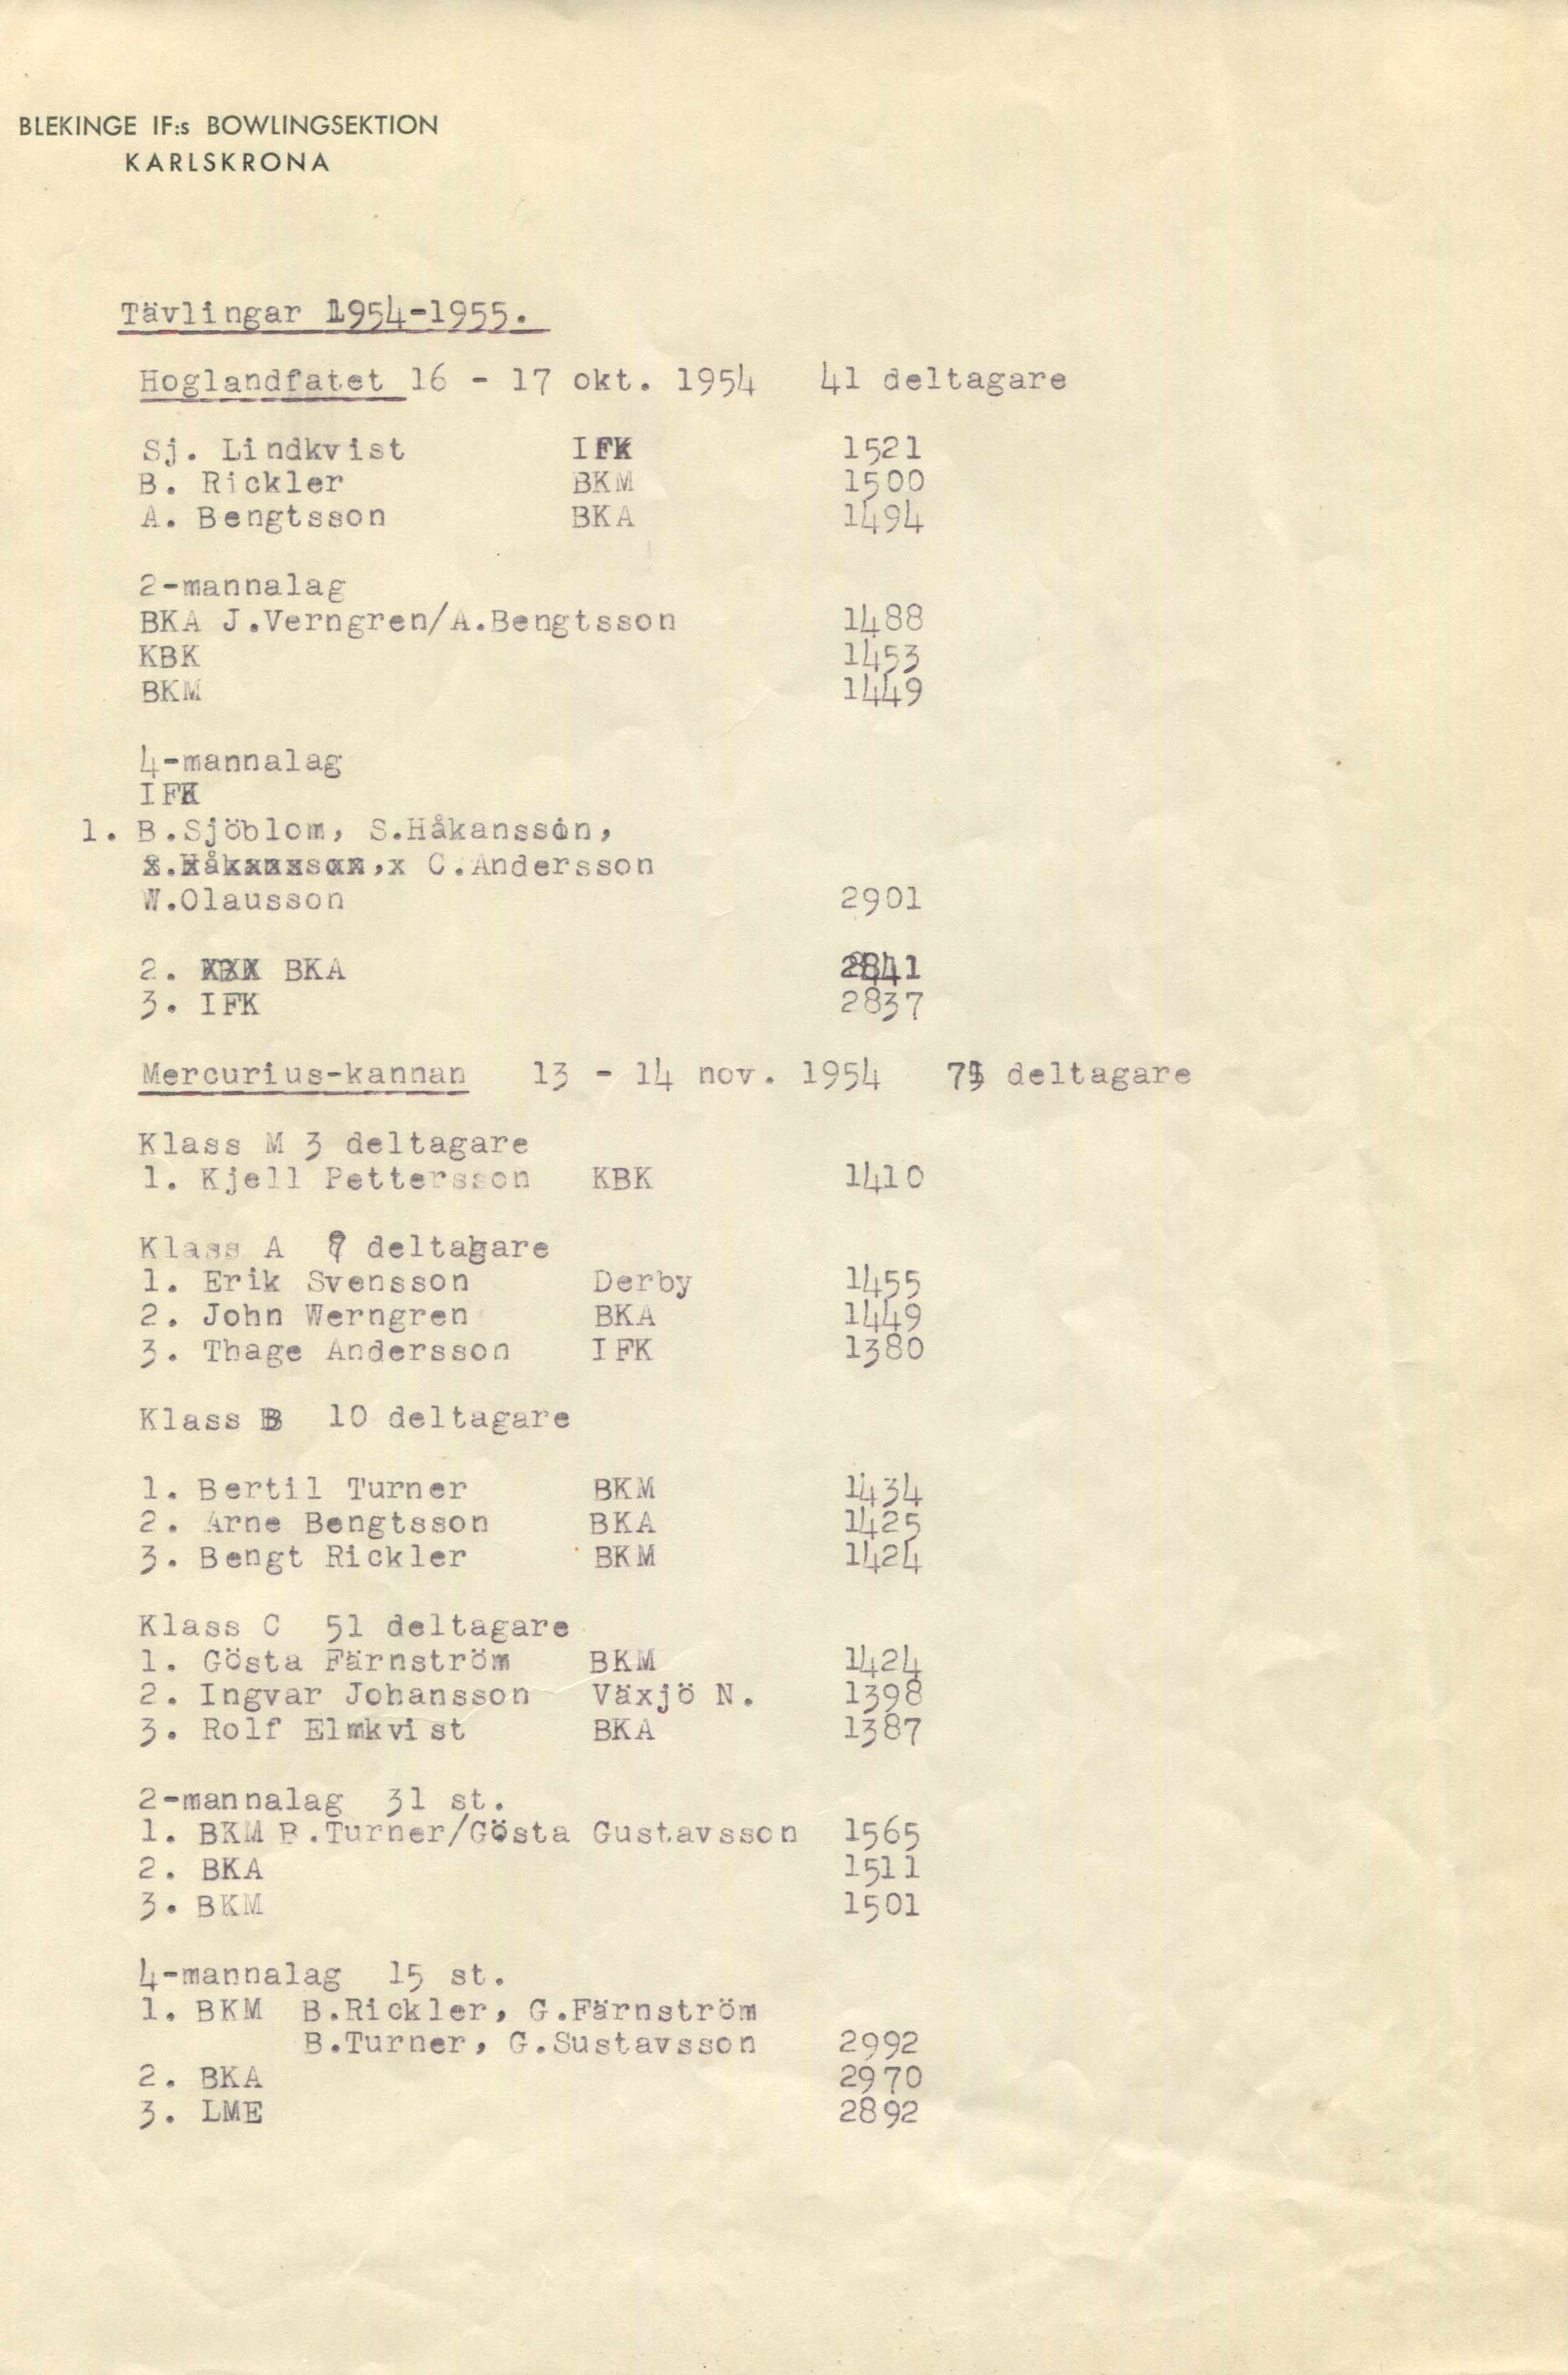 BLEKINGE IF:s BOWLINGSEKTION
KARLSKRONA
Tävlingar 1954-1955.
Hoglandfatet 16 - 17 okt. 1954 41 deltagare
Sj. Lindkvist IFK 1521
B. Rickler BKM 1500
A. Bengtsson BKA 1494
2-mannalag
BKA J.Verngren/A.Bengtsson 1488
KBK 1453
BKM 1449
4-mannalag
IFK
1. B.Sjöblom, S.Håkansson,
C.Andersson
W.Olausson 2901
2. BKA 2841
3. IFK 2837
Mercurius-kannan 13 - 14 nov. 1954 deltagare
Klass M 3 deltagare
1. Kjell Pettersson KBK 1410
Klass A deltagare
1. Erik Svensson Derby 1455
2. John Werngren BKA 1449
3. Thage Andersson IFK 1380
Klass B 10 deltagare
1. Bertil Turner BKM 1434
2. Arne Bengtsson BKA 1425
3. Bengt Rickler BKM 1424
Klass C 51 deltagare
1. Gösta Färnström BKM 1424
2. Ingvar Johansson Växjö N. 1398
3. Rolf Elmkvist BKA 1387
2-mannalag 31 st.
1. BKM B.Turner/Gösta Gustavsson 1565
2. BKA 1511
3. BKM 1501
4-mannalag 15 st.
1. BKM B.Rickler, G.Färnström
B.Turner, G.Sustavsson 2992
2. BKA 2970
3. LME 2892